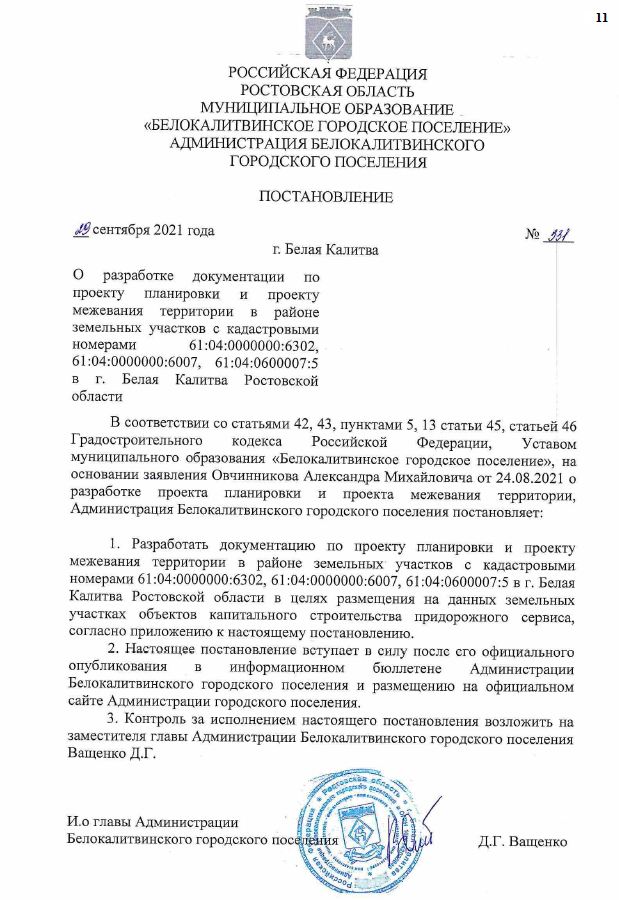 11
РОССИЙСКАЯ ФЕДЕРАЦИЯ
РОСТОВСКАЯ ОБЛАСТЬ
МУНИЦИПАЛЬНОЕ ОБРАЗОВАНИЕ
«БЕЛОКАЛИТВИНСКОЕ ГОРОДСКОЕ ПОСЕЛЕНИЕ»
АДМИНИСТРАЦИЯ БЕЛОКАЛИТВИНСКОГО
ГОРОДСКОГО ПОСЕЛЕНИЯ
ПОСТАНОВЛЕНИЕ
29 сентября 2021 года
№ 331
г. Белая Калитва
О разработке документации по
проекту планировки и проекту
межевания территории в районе
земельных участков с кадастровыми
номерами 61:04:0000000:6302,
61:04:0000000:6007, 61:04:0600007:5
в г. Белая Калитва Ростовской
области
В соответствии со статьями 42, 43, пунктами 5, 13 статьи 45, статьей 46
Градостроительного кодекса Российской Федерации, Уставом
муниципального образования «Белокалитвинское городское поселение», на
основании заявления Овчинникова Александра Михайловича от 24.08.2021 о
разработке проекта планировки и проекта межевания территории,
Администрация Белокалитвинского городского поселения постановляет:
1. Разработать документацию по проекту планировки и проекту
межевания территории в районе земельных участков с кадастровыми
номерами 61:04:0000000:6302, 61:04:0000000:6007, 61:04:0600007:5 в г. Белая
Калитва Ростовской области в целях размещения на данных земельных
участках объектов капитального строительства придорожного сервиса,
согласно приложению к настоящему постановлению.
2. Настоящее постановление вступает в силу после его официального
опубликования в информационном бюллетене Администрации
Белокалитвинского городского поселения и размещению на официальном
сайте Администрации городского поселения.
3. Контроль за исполнением настоящего постановления возложить на
заместителя главы Администрации Белокалитвинского городского поселения
Ващенко Д.Г.
И.о главы Администрации
Белокалитвинского городского поселения
Д.Г. Ващенко